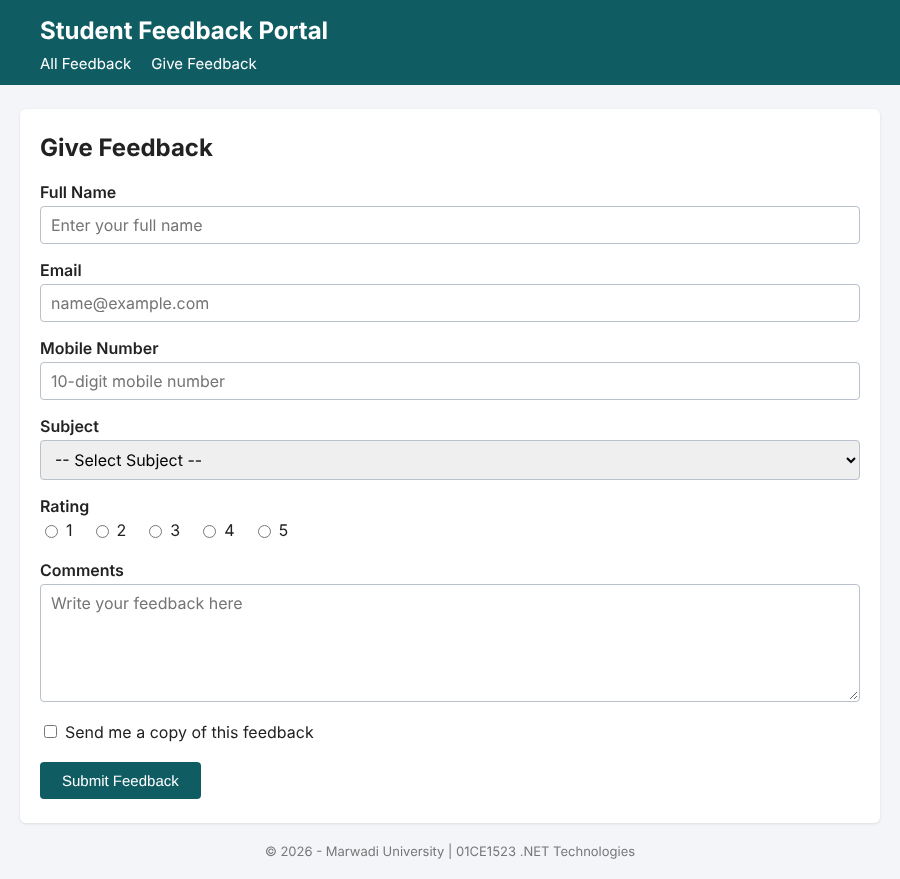 Student Feedback Portal
All Feedback Give Feedback
Give Feedback
Full Name
Enter your full name
Email
name@example.com
Mobile Number
10-digit mobile number
Subject
-- Select Subject --
Rating
1 2 3 4 5
Comments
Write your feedback here
Send me a copy of this feedback
Submit Feedback
© 2026 - Marwadi University | 01CE1523 .NET Technologies